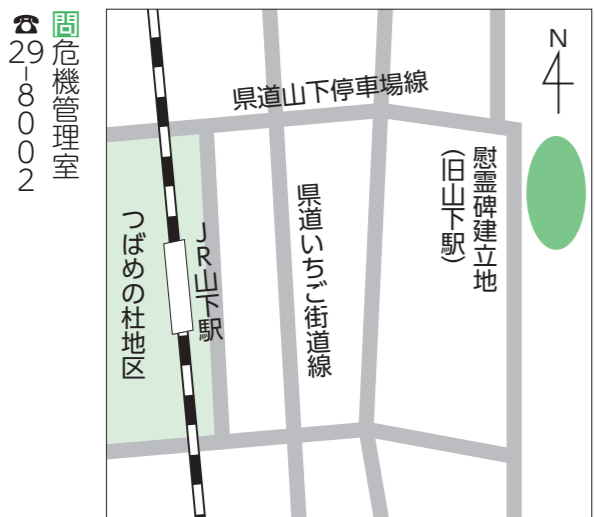 問危機管理室
☎29-8002
N
県道山下停車場線
慰霊碑建立地
(旧山下駅)
県道いちご街道線
JR山下駅
つばめの杜地区